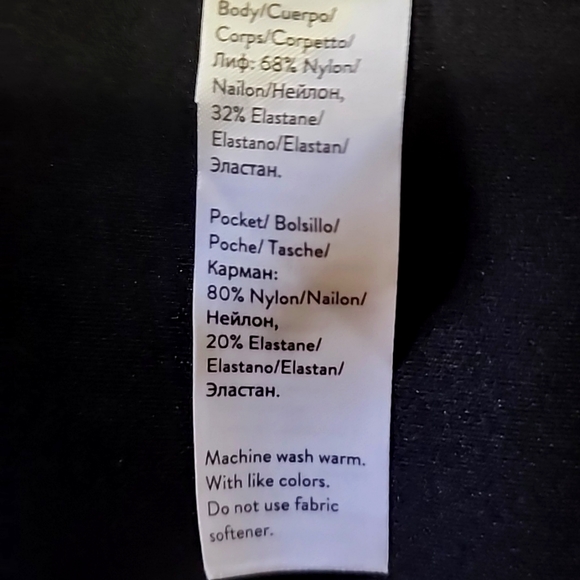 Body/Cuerpo/
Corps/Corpetto/
Лиф: 68% Nylon/
Nailon/Нейлон,
32% Elastane/
Elastano/Elastan/
Эластан.
Pocket/ Bolsillo/
Poche/ Tasche/
Карман:
80% Nylon/Nailon/
Нейлон,
20% Elastane/
Elastano/Elastan/
Эластан.
Machine wash warm.
With like colors.
Do not use fabric
softener.